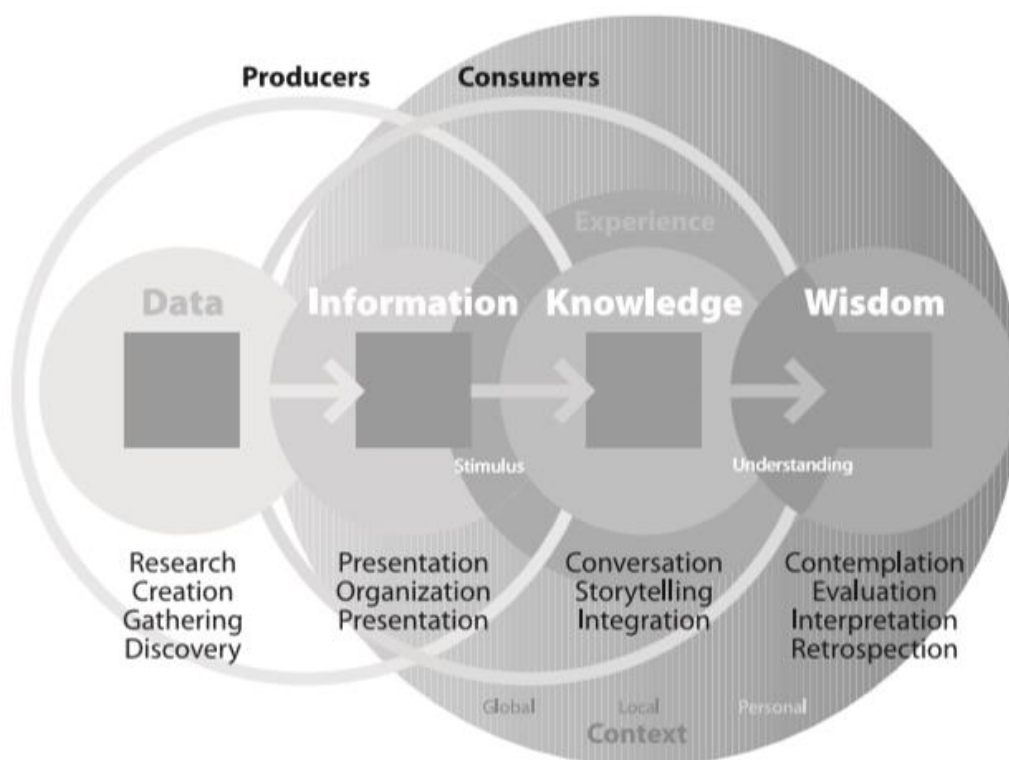 Producers
Consumers
Experience
Data
Information
Knowledge
Wisdom
Stimulus
Understanding
Research
Creation
Gathering
Discovery
Presentation
Organization
Presentation
Conversation
Storytelling
Integration
Contemplation
Evaluation
Interpretation
Retrospection
Global
Local
Personal
Context